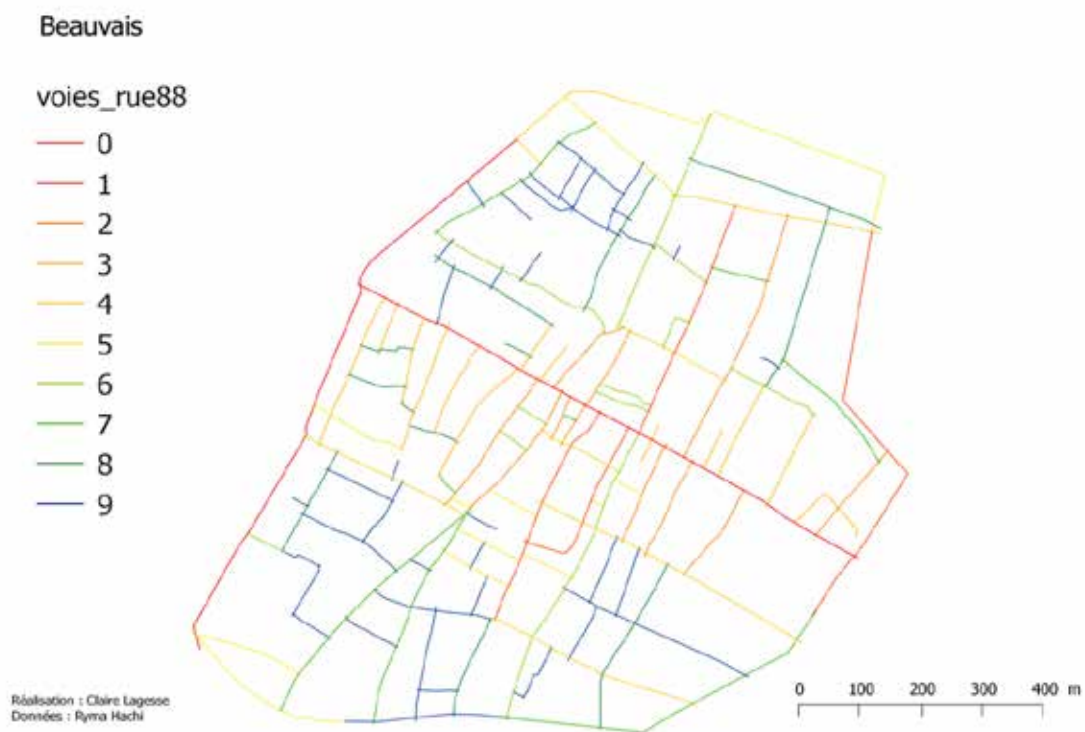 Beauvais
voies_rue88
0
1
2
3
4
5
6
7
8
9
Réalisation : Claire Lagesse
Données : Ryma Hachi
0 100 200 300 400 m